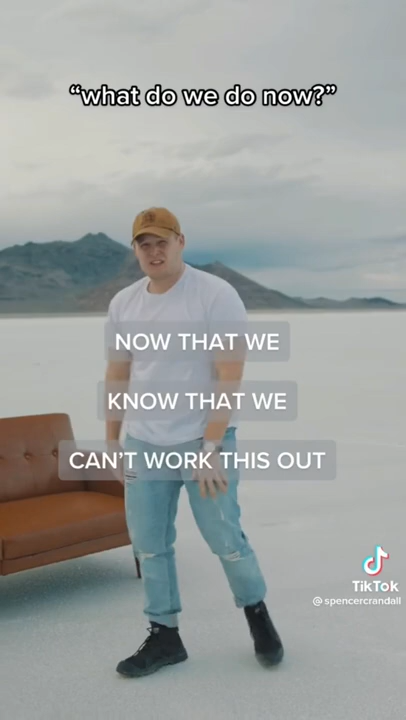 “what do we do now?”
NOW THAT WE
KNOW THAT WE
CAN’T WORK THIS OUT
TikTok
@spencercrandall